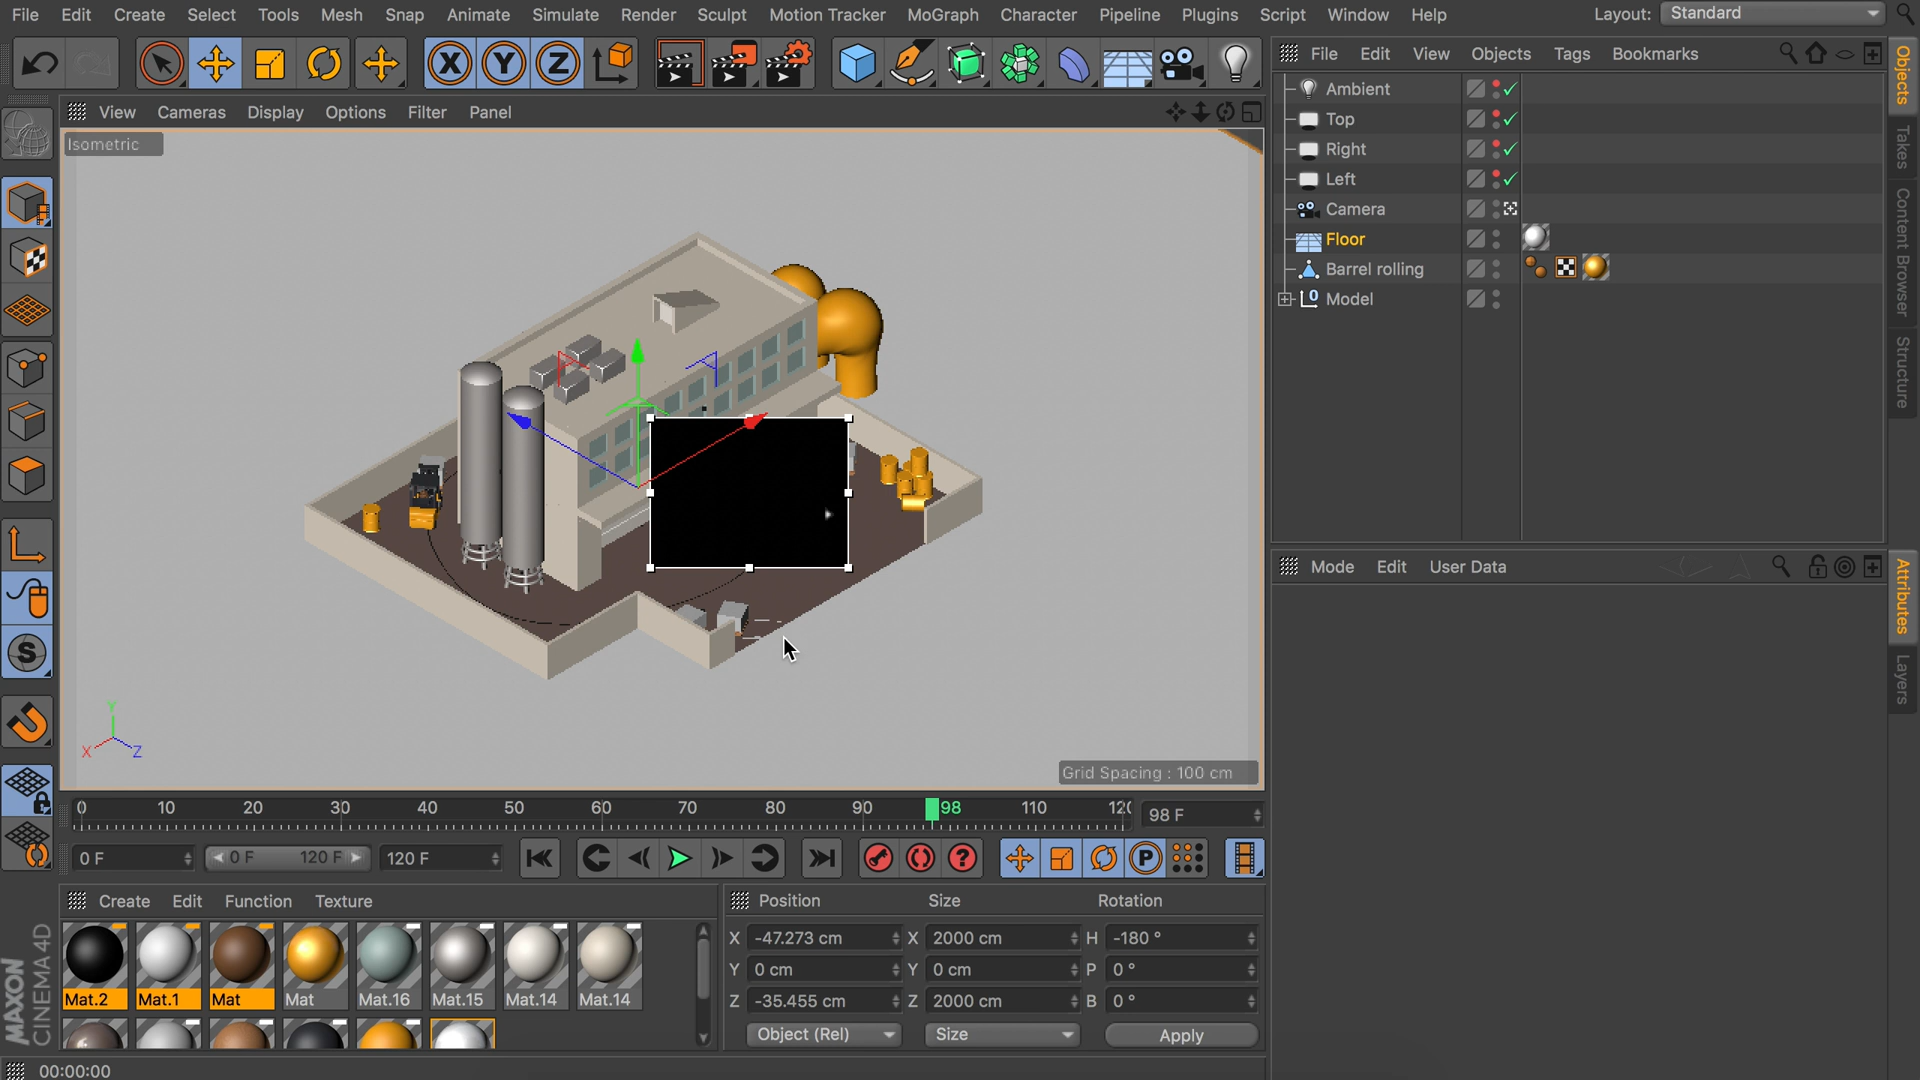 File Edit Create Select Tools Mesh Snap Animate Simulate Render Sculpt Motion Tracker MoGraph Character Pipeline Plugins Script Window Help Layout: Standard
File Edit View Objects Tags Bookmarks
View Cameras Display Options Filter Panel
Isometric
Ambient
Top
Right
Left
Camera
Floor
Barrel rolling
Model
Objects
Takes
Content Browser
Structure
Mode Edit User Data
Attributes
Layers
Y
X Z
Grid Spacing : 100 cm
0 10 20 30 40 50 60 70 80 90 98 110 120 98 F
0 F 0 F 120 F 120 F
Create Edit Function Texture
Mat.2 Mat.1 Mat Mat Mat.16 Mat.15 Mat.14 Mat.14
Position Size Rotation
X -47.273 cm X 2000 cm H -180 °
Y 0 cm Y 0 cm P 0 °
Z -35.455 cm Z 2000 cm B 0 °
Object (Rel) Size Apply
MAXON
CINEMA 4D
00:00:00